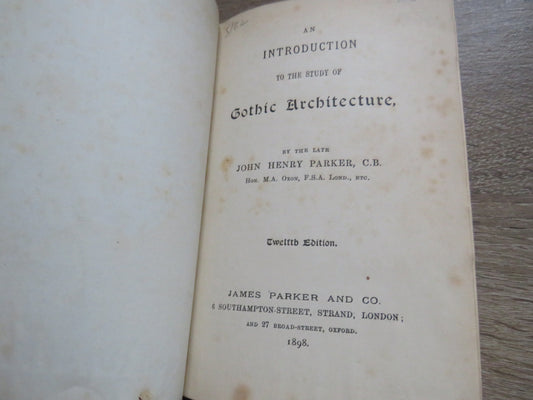 AN
INTRODUCTION
TO THE STUDY OF
Gothic Architecture,
BY THE LATE
JOHN HENRY PARKER, C.B.
HON. M.A. OXON, F.S.A. LOND., ETC.
Twelfth Edition.
JAMES PARKER AND CO.
6 SOUTHAMPTON-STREET, STRAND, LONDON;
AND 27 BROAD-STREET, OXFORD.
1898.